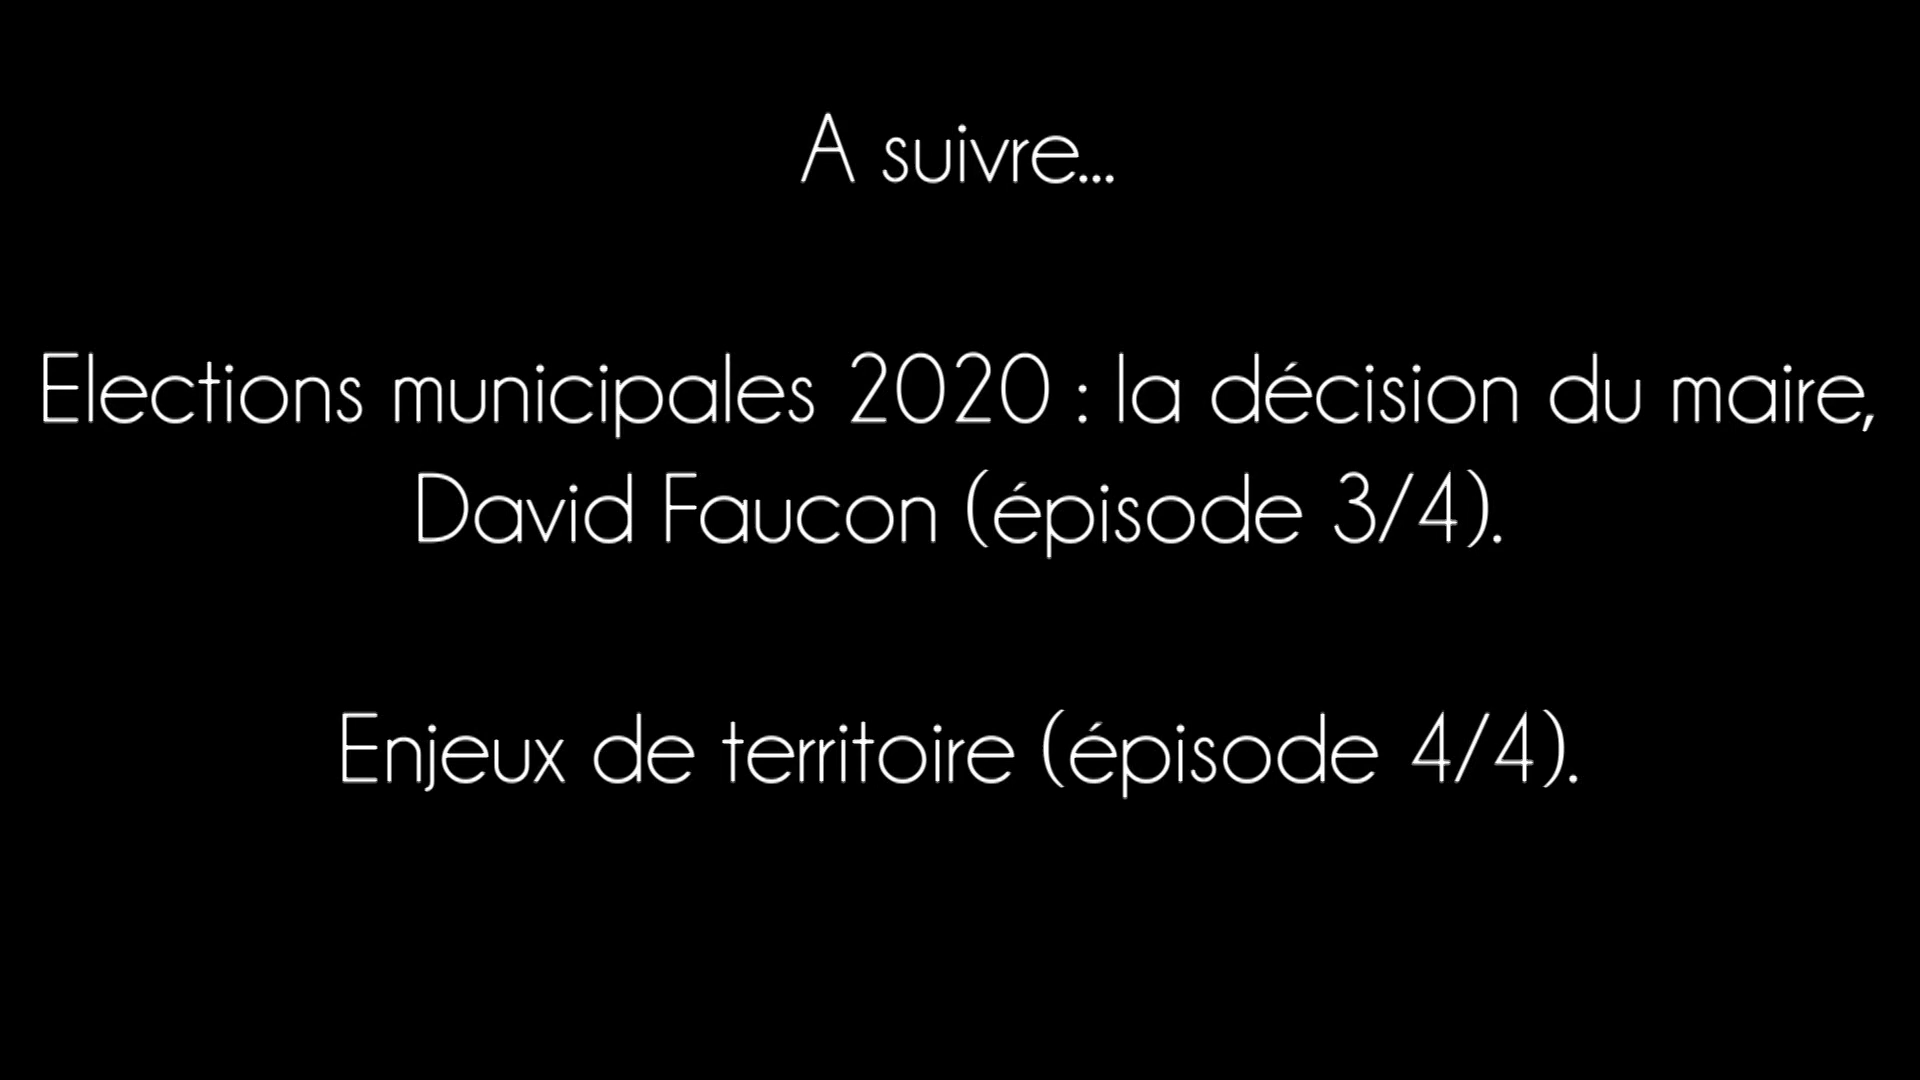 A suivre...
Elections municipales 2020 : la décision du maire,
David Faucon (épisode 3/4).
Enjeux de territoire (épisode 4/4).